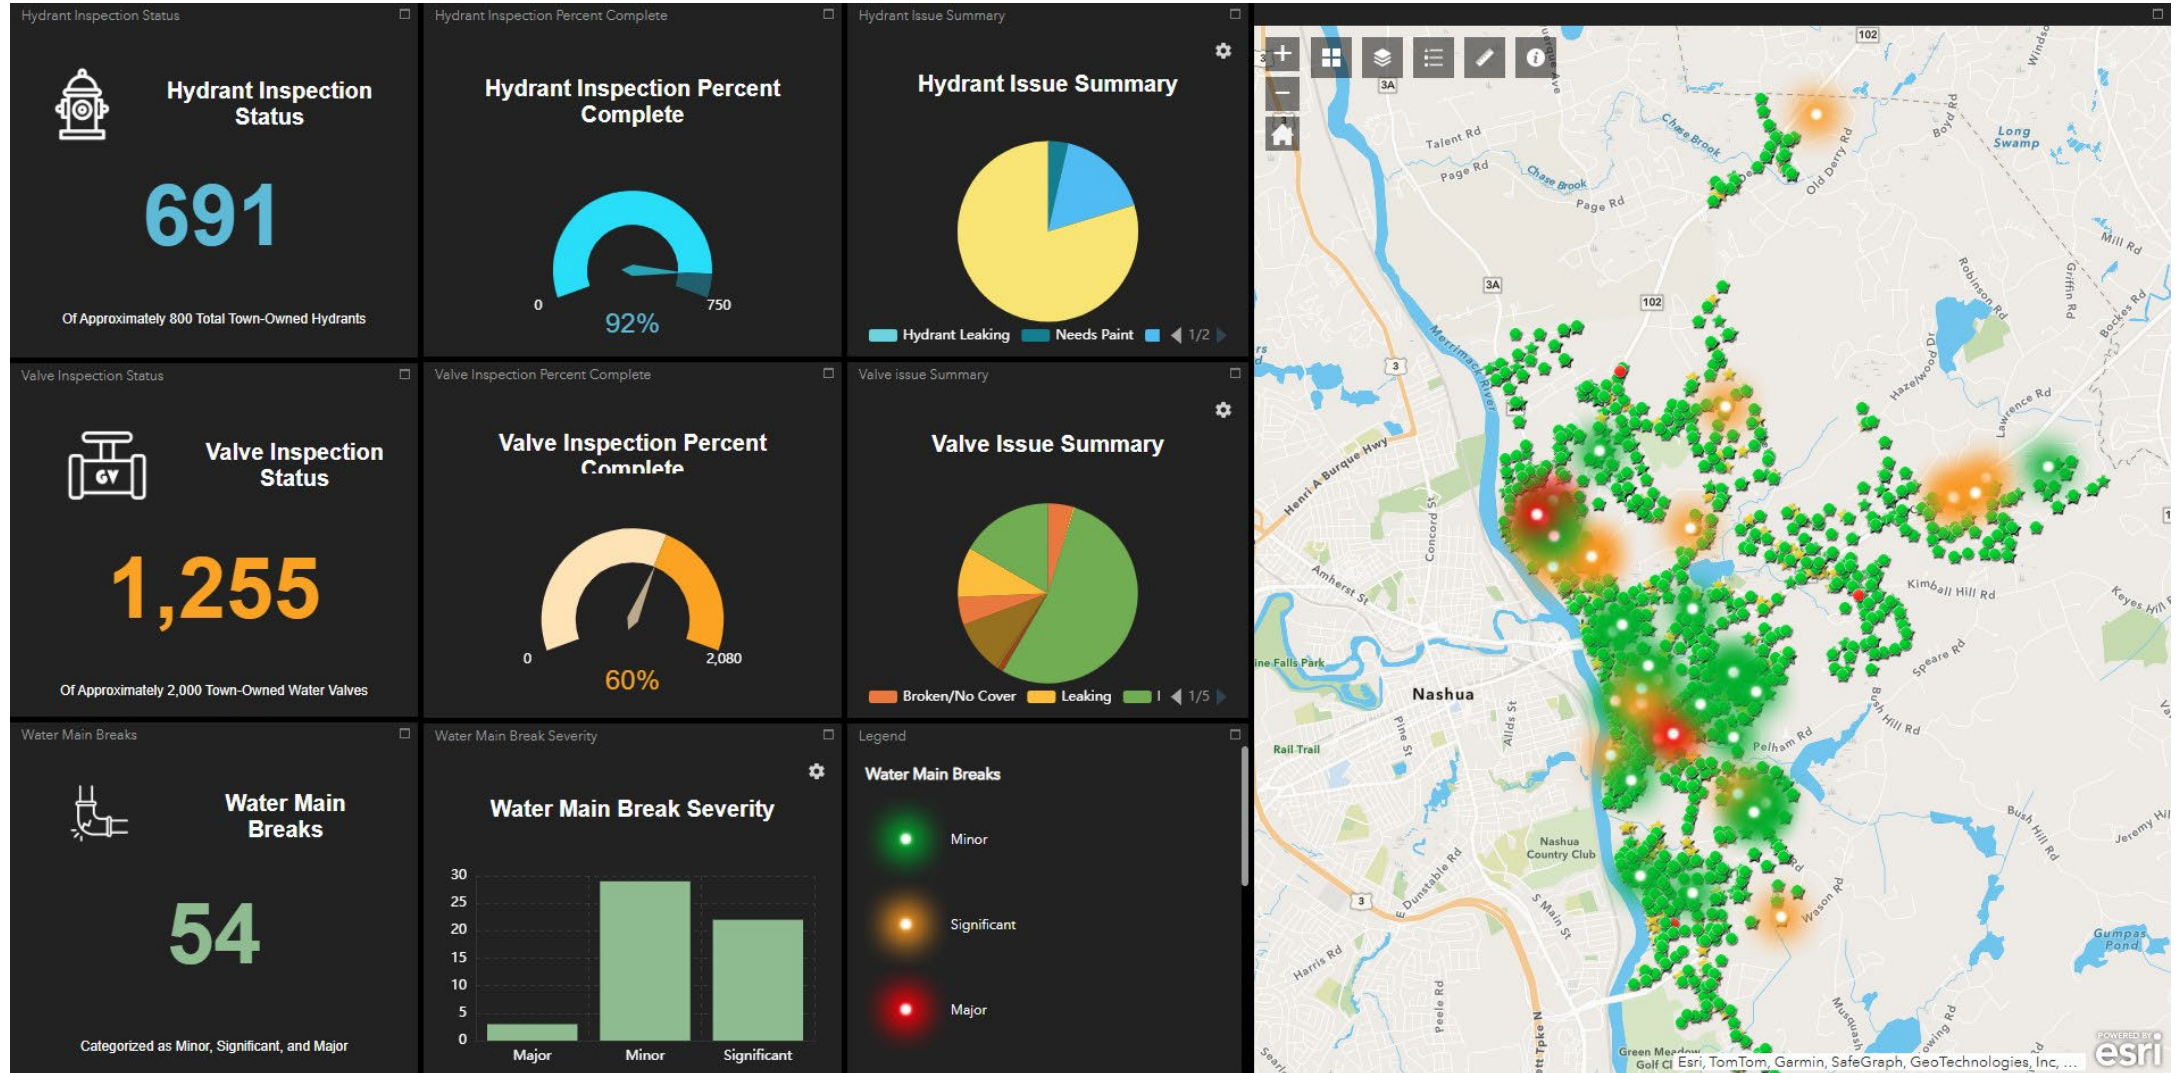 Hydrant Inspection Status
Hydrant Inspection
Status
691
Of Approximately 800 Total Town-Owned Hydrants
Hydrant Inspection Percent Complete
Hydrant Inspection Percent
Complete
0
750
92%
Hydrant Issue Summary
Hydrant Issue Summary
Hydrant Leaking
Needs Paint
1/2
Valve Inspection Status
GV
Valve Inspection
Status
1,255
Of Approximately 2,000 Town-Owned Water Valves
Valve Inspection Percent Complete
Valve Inspection Percent
Complete
0
2,080
60%
Valve issue Summary
Valve Issue Summary
Broken/No Cover
Leaking
1/5
Water Main Breaks
Water Main
Breaks
54
Categorized as Minor, Significant, and Major
Water Main Break Severity
Water Main Break Severity
30
25
20
15
10
5
0
Major
Minor
Significant
Legend
Water Main Breaks
Minor
Significant
Major
102
3A
Talent Rd
Page Rd
Chase Brook
Chase Brook
Page Rd
Old Derry Rd
Boyd Rd
Long
Swamp
Mill Rd
Griffin Rd
Robinson Rd
Bockes Rd
3A
102
Merrimack River
3
Hazelwood Dr
Lawrence Rd
Henri A Burque Hwy
Concord St
Amherst St
Kimball Hill Rd
Speare Rd
Nashua
Pine St
Allds St
Rail Trail
Pelham Rd
Bush Hill Rd
Bush Hill Rd
Nashua
Country Club
E Dunstable Rd
S Main St
3
Wason Rd
Harris Rd
Peele Rd
Gumpas
Pond
Esri, TomTom, Garmin, SafeGraph, GeoTechnologies, Inc, ...
POWERED BY
esri